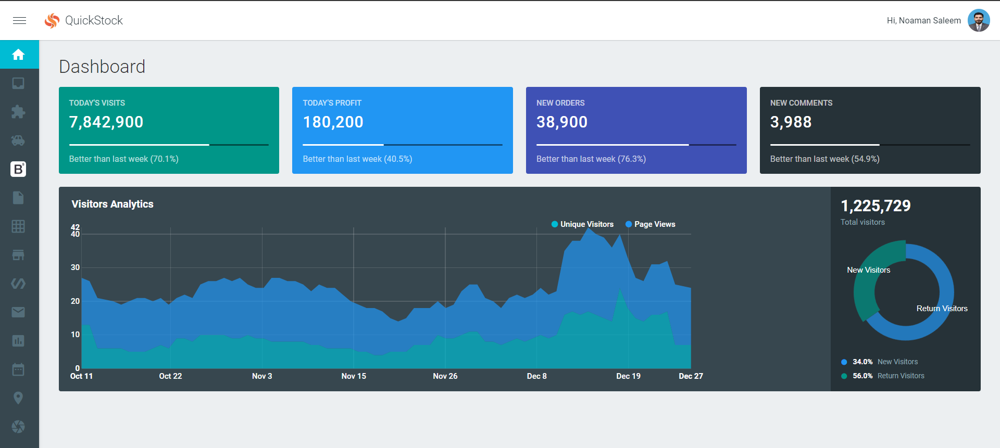 QuickStock
Hi, Noaman Saleem
Dashboard
TODAY'S VISITS
7,842,900
Better than last week (70.1%)
TODAY'S PROFIT
180,200
Better than last week (40.5%)
NEW ORDERS
38,900
Better than last week (76.3%)
NEW COMMENTS
3,988
Better than last week (54.9%)
B5
Visitors Analytics
Unique Visitors
Page Views
42
40
30
20
10
0
Oct 11
Oct 22
Nov 3
Nov 15
Nov 26
Dec 8
Dec 19
Dec 27
1,225,729
Total visitors
New Visitors
Return Visitors
34.0% New Visitors
56.0% Return Visitors